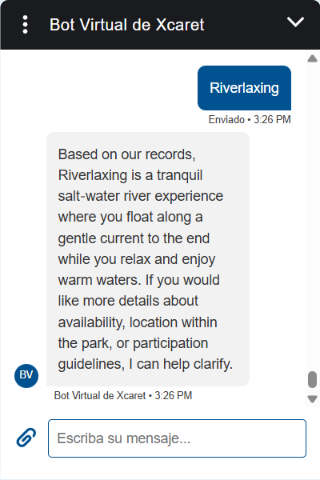 Bot Virtual de Xcaret
Riverlaxing
Enviado • 3:26 PM
Based on our records,
Riverlaxing is a tranquil
salt-water river experience
where you float along a
gentle current to the end
while you relax and enjoy
warm waters. If you would
like more details about
availability, location within
the park, or participation
guidelines, I can help clarify.
BV
Bot Virtual de Xcaret • 3:26 PM
Escriba su mensaje...